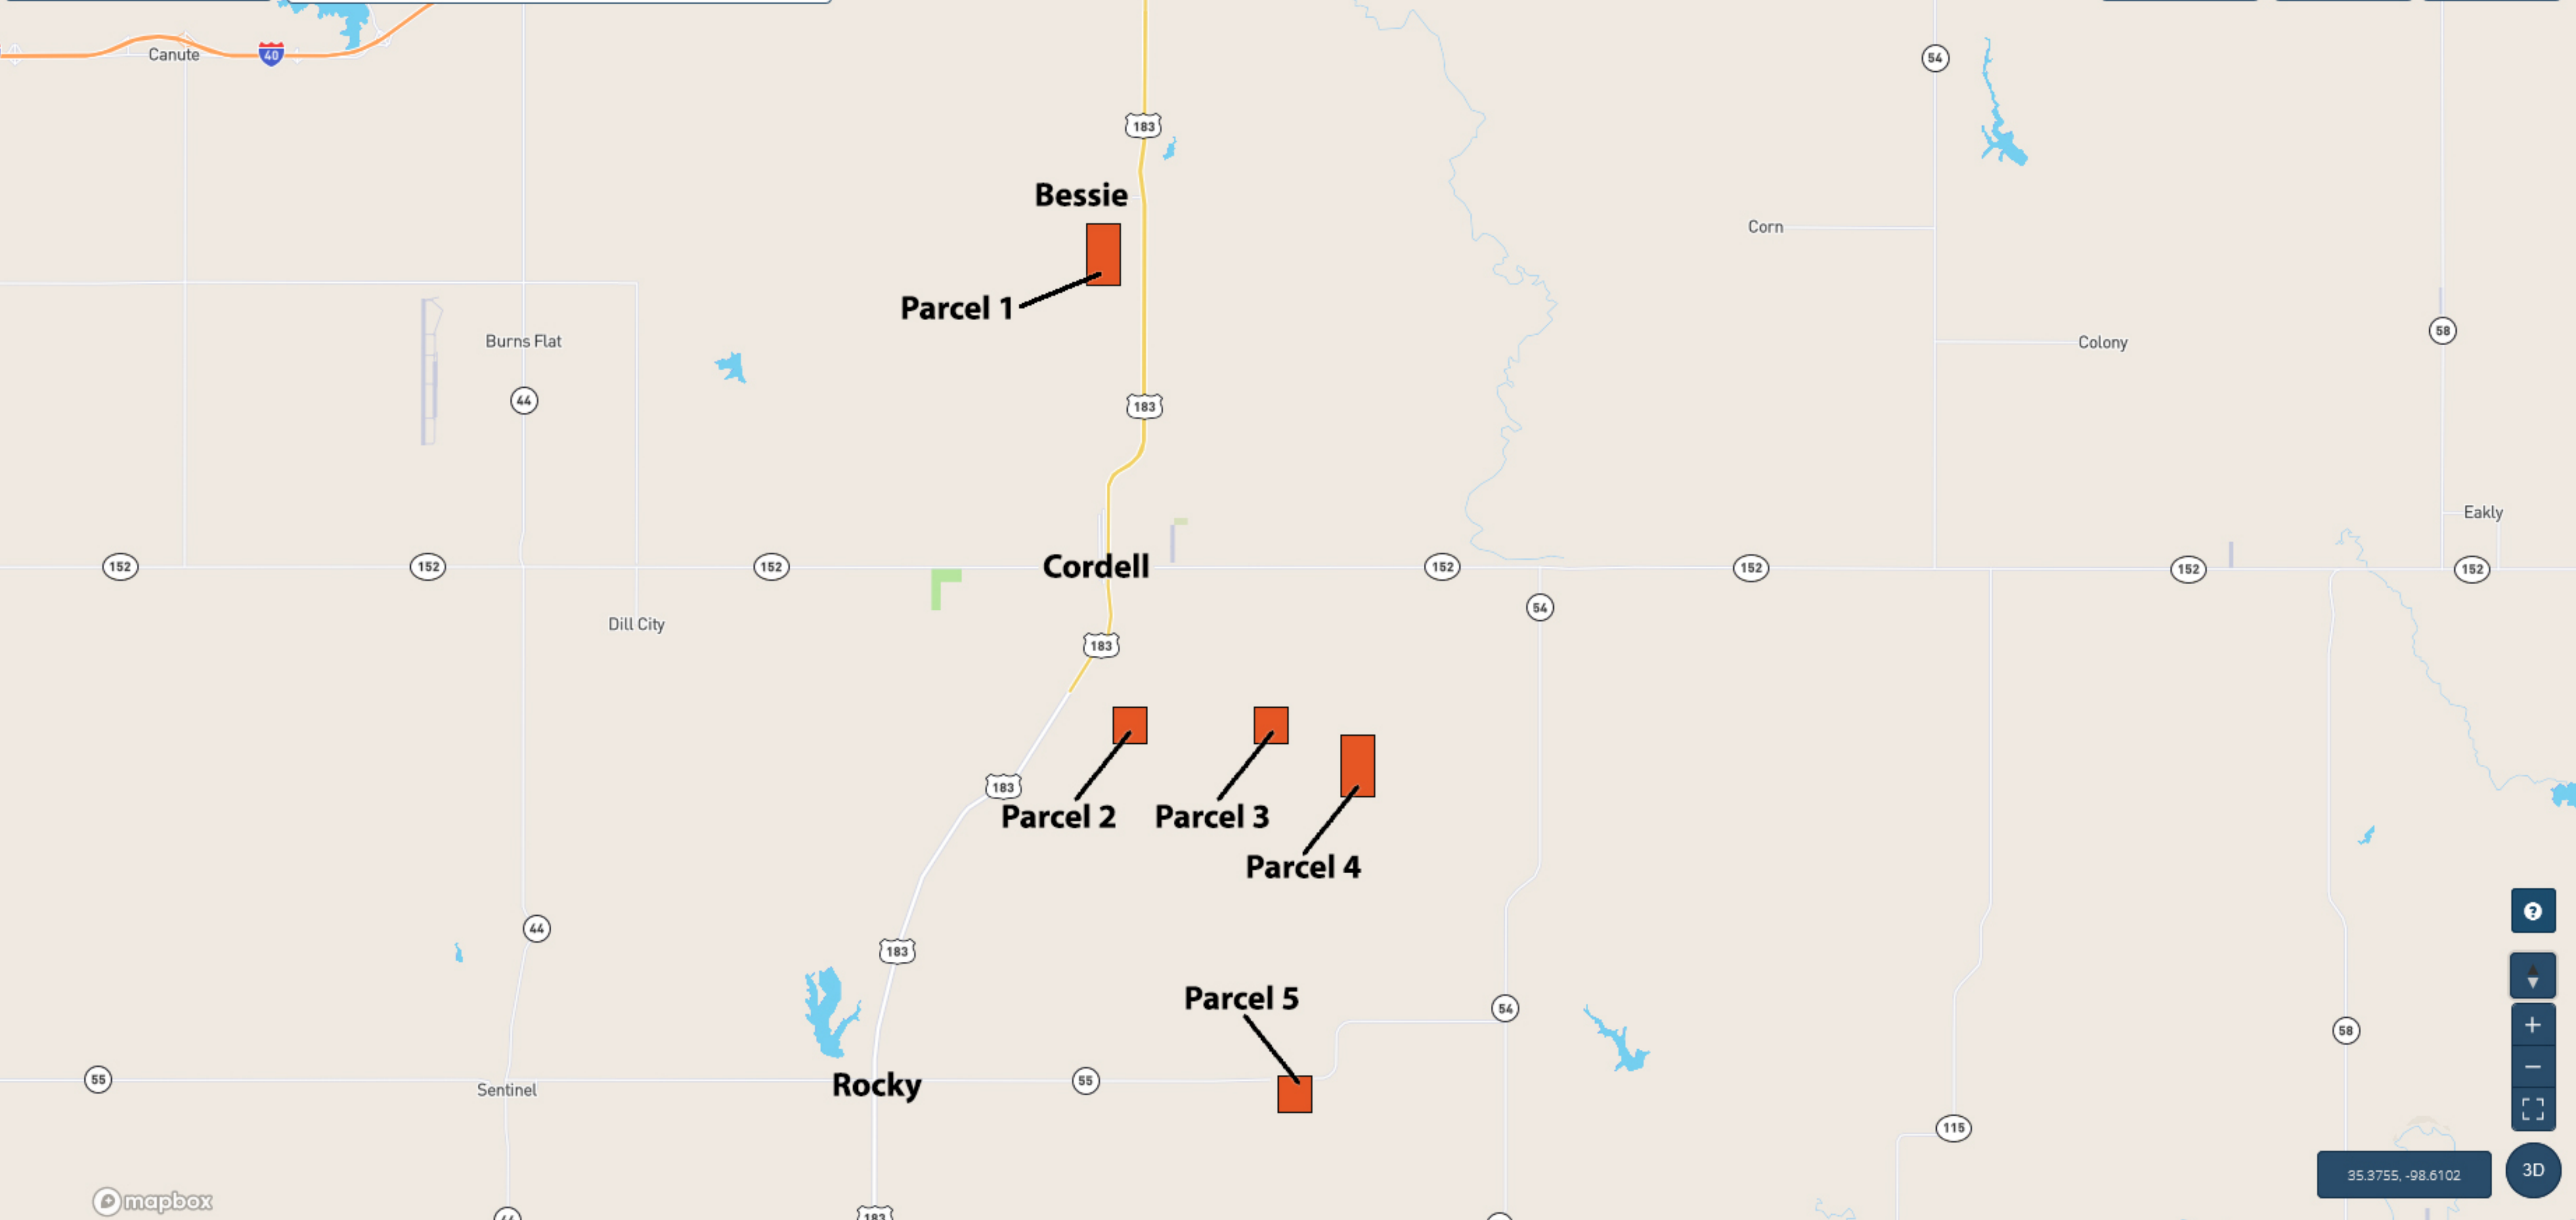 Canute
40
54
183
Bessie
Corn
Parcel 1
58
Burns Flat
Colony
44
183
Eakly
152
152
152
Cordell
152
152
152
152
54
Dill City
183
183
Parcel 2
Parcel 3
Parcel 4
44
183
Parcel 5
54
58
55
Sentinel
Rocky
55
115
?
+
−
35.3755, -98.6102
3D
mapbox
44
183